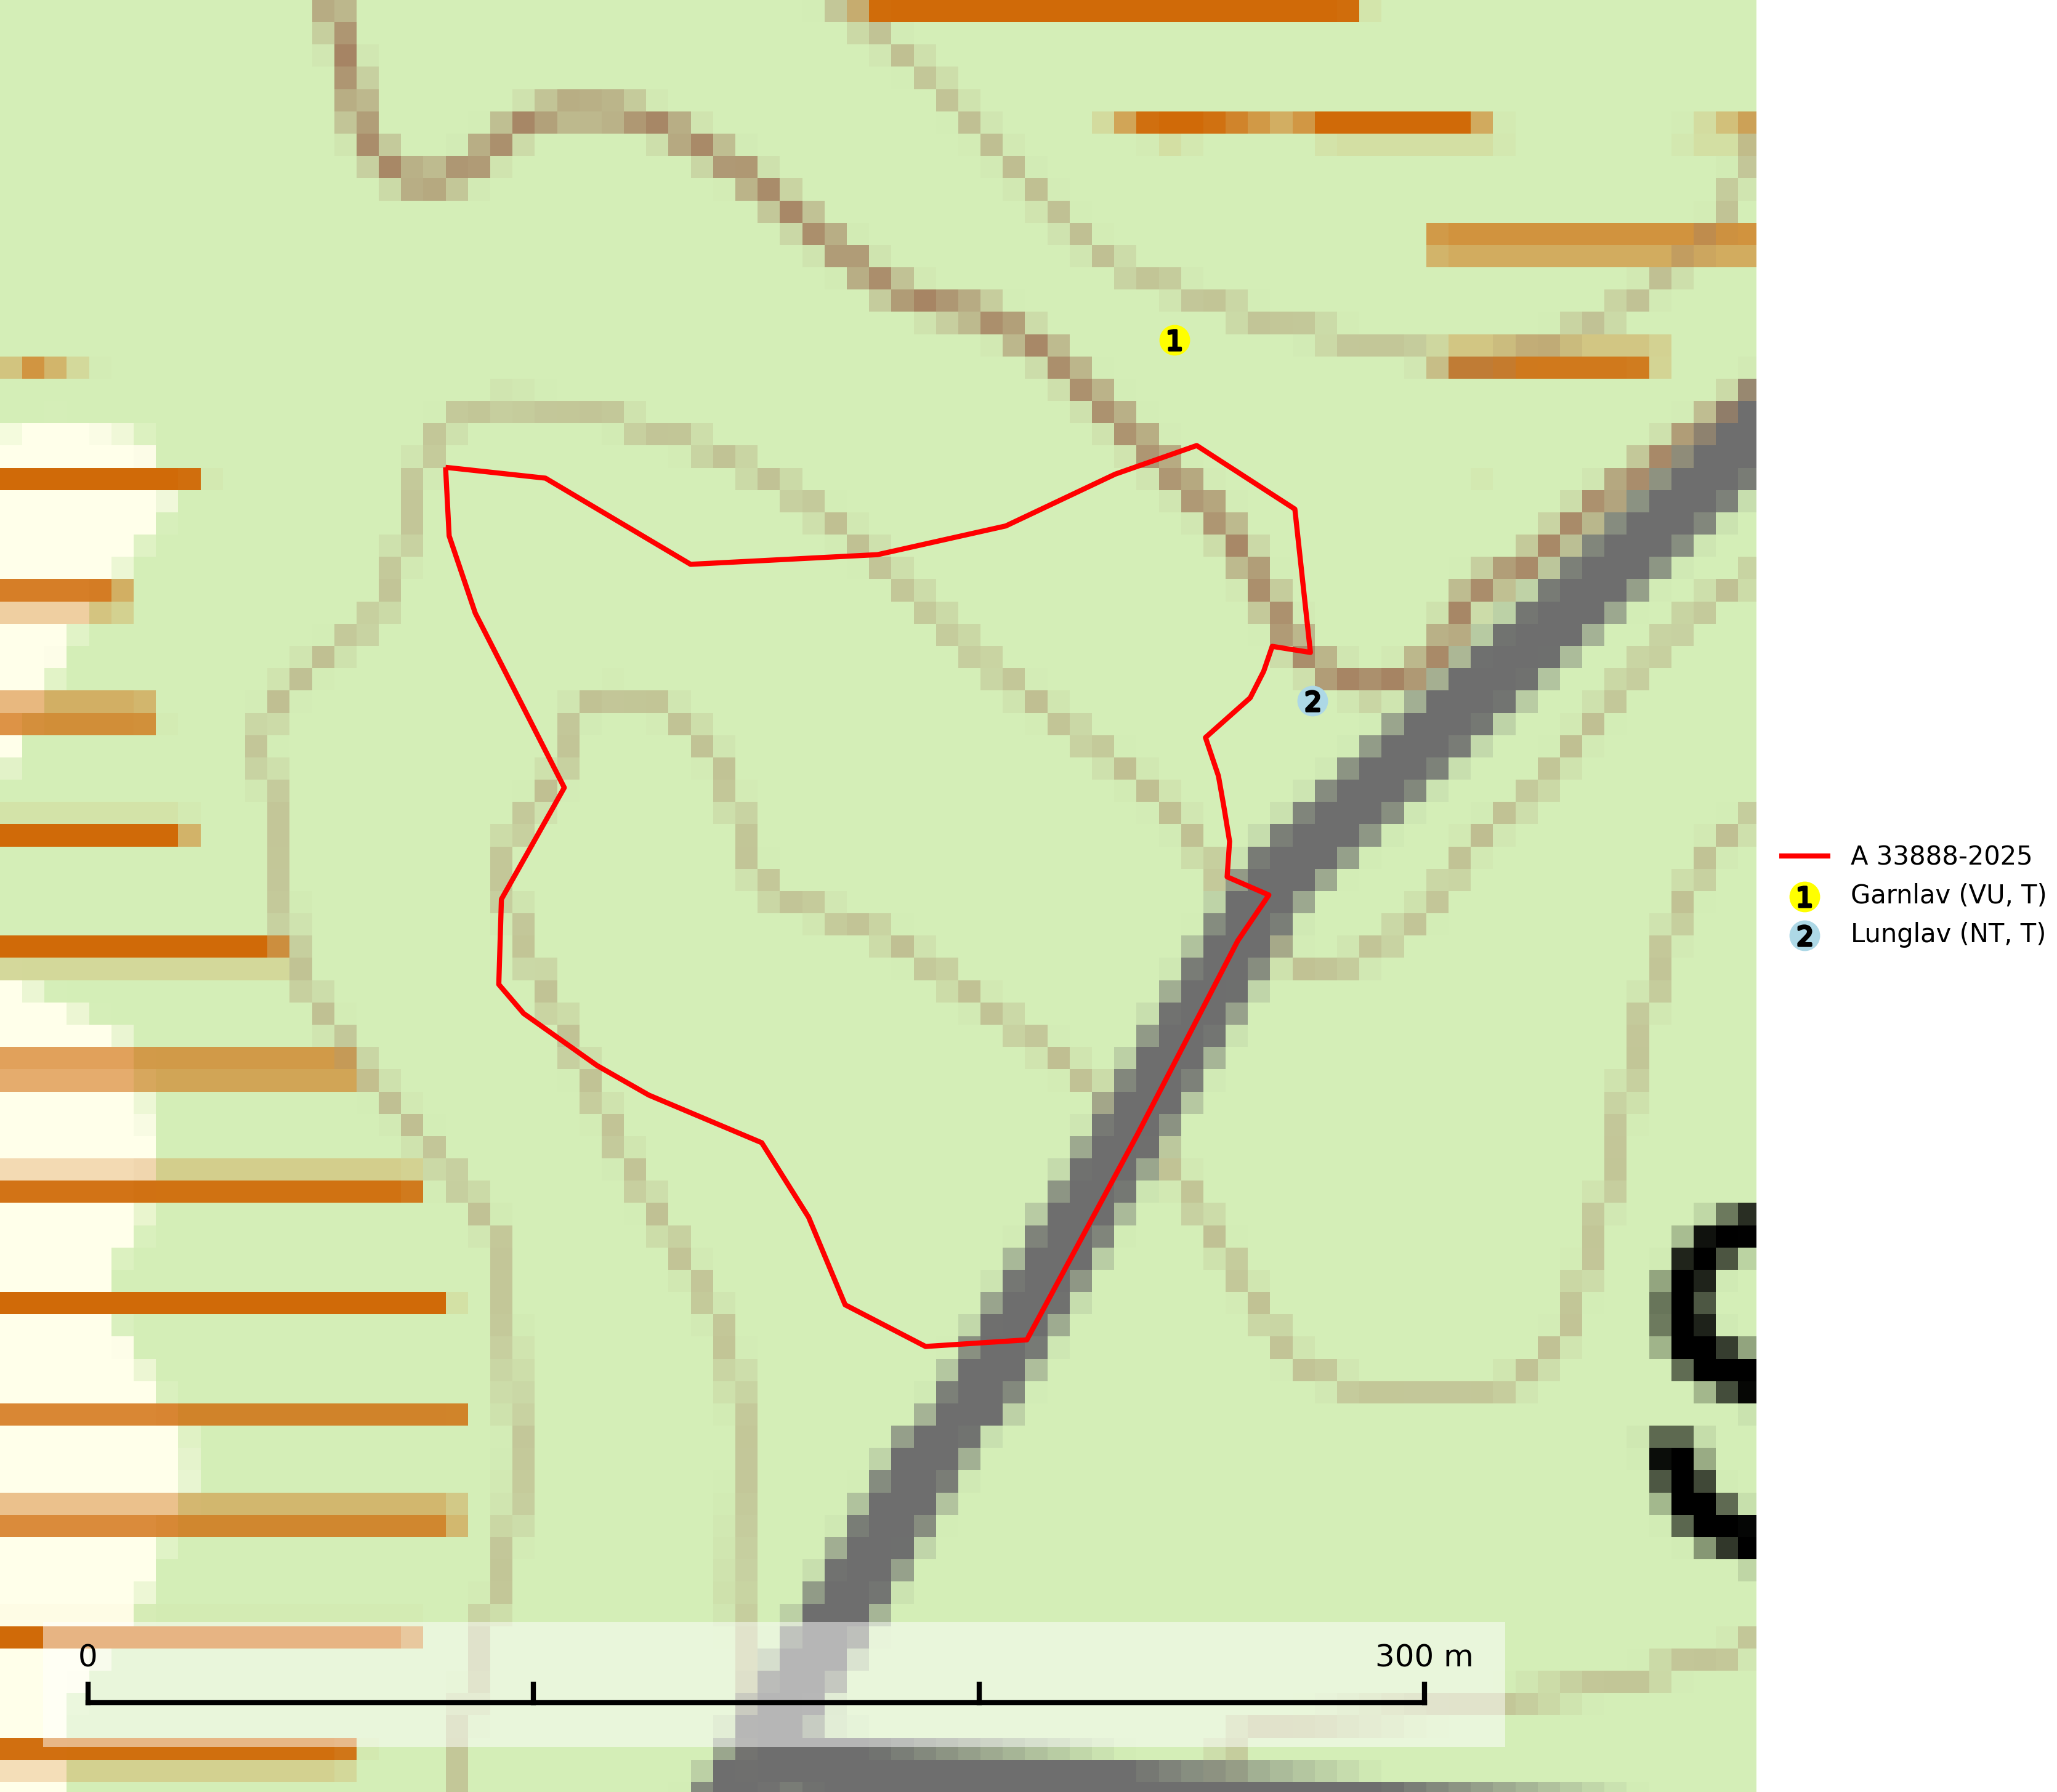 1
2
A 33888-2025
1 Garnlav (VU, T)
2 Lunglav (NT, T)
0 300 m